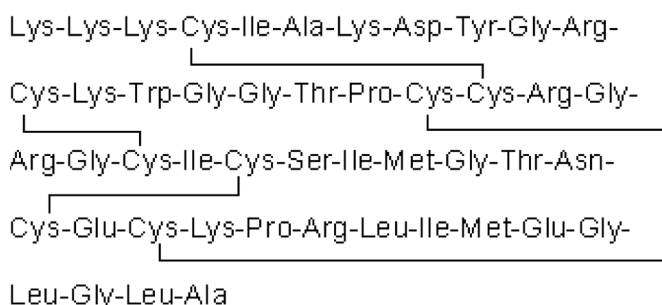 Lys-Lys-Lys-Cys-Ile-Ala-Lys-Asp-Tyr-Gly-Arg-
Cys-Lys-Trp-Gly-Gly-Thr-Pro-Cys-Cys-Arg-Gly-
Arg-Gly-Cys-Ile-Cys-Ser-Ile-Met-Gly-Thr-Asn-
Cys-Glu-Cys-Lys-Pro-Arg-Leu-Ile-Met-Glu-Gly-
Leu-Gly-Leu-Ala